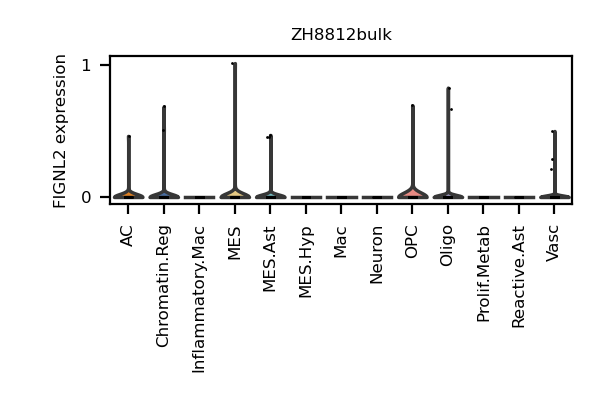 ZH8812bulk
FIGNL2 expression
1
0
AC
Chromatin.Reg
Inflammatory.Mac
MES
MES.Ast
MES.Hyp
Mac
Neuron
OPC
Oligo
Prolif.Metab
Reactive.Ast
Vasc